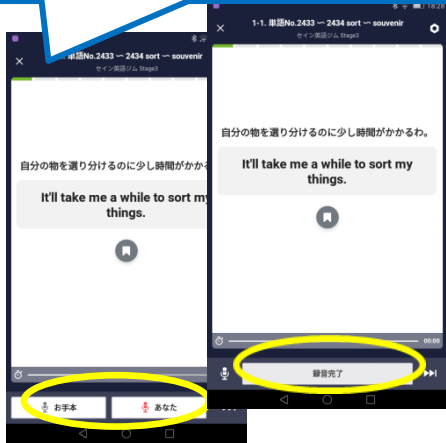 単語No.2433 〜 2434 sort 〜 souvenir
セイン英語ジム Stage3
自分の物を選り分けるのに少し時間がかか
It'll take me a while to sort my
things.
お手本
あなた
18:28
1-1. 単語No.2433 〜 2434 sort 〜 souvenir
セイン英語ジム Stage3
自分の物を選り分けるのに少し時間がかかるわ。
It'll take me a while to sort my
things.
00:00
録音完了